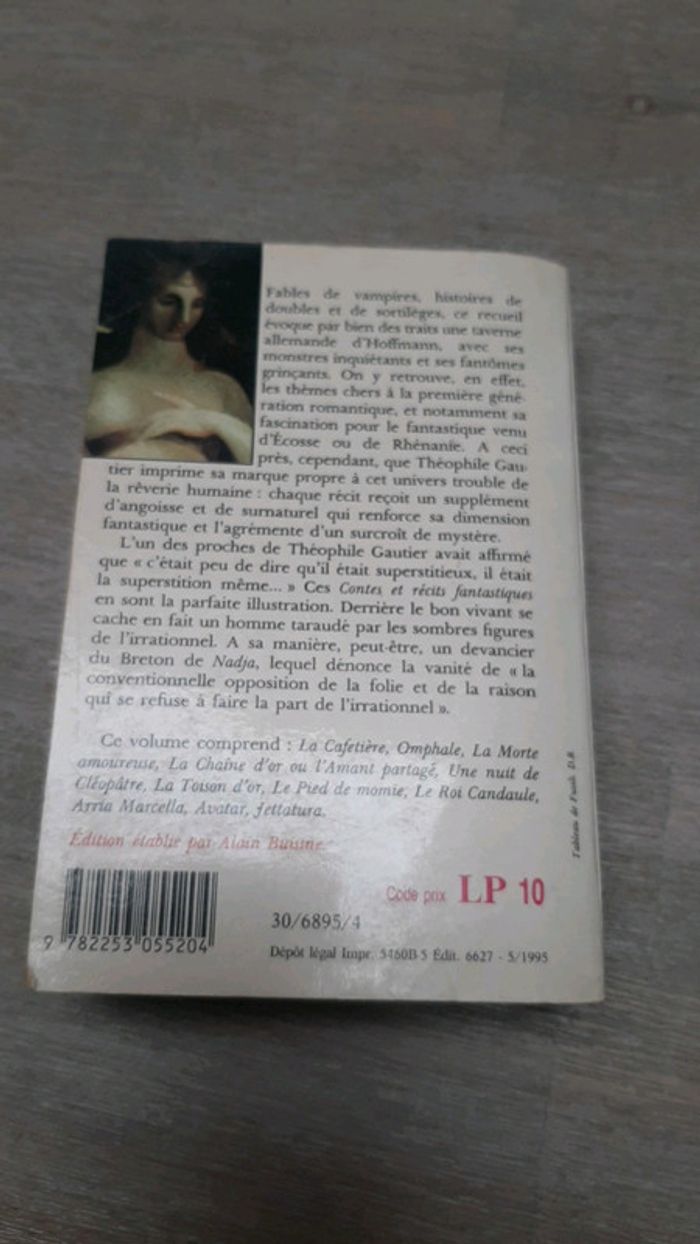 Fables de vampires, histoires de
doubles et de sortilèges, ce recueil
évoque par bien des traits une taverne
allemande d'Hoffmann, avec ses
monstres inquiétants et ses fantômes
grinçants. On y retrouve, en effet,
les thèmes chers à la première géné-
ration romantique, et notamment sa
fascination pour le fantastique venu
d'Écosse ou de Rhénanie. A ceci
près, cependant, que Théophile Gau-
tier imprime sa marque propre à cet univers trouble de
la rêverie humaine : chaque récit reçoit un supplément
d'angoisse et de surnaturel qui renforce sa dimension
fantastique et l'agrémente d'un surcroît de mystère.
L'un des proches de Théophile Gautier avait affirmé
que « c'était peu de dire qu'il était superstitieux, il était
la superstition même... » Ces Contes et récits fantastiques
en sont la parfaite illustration. Derrière le bon vivant se
cache en fait un homme taraudé par les sombres figures
de l'irrationnel. A sa manière, peut-être, un devancier
du Breton de Nadja, lequel dénonce la vanité de « la
conventionnelle opposition de la folie et de la raison
qui se refuse à faire la part de l'irrationnel ».
Ce volume comprend : La Cafetière, Omphale, La Morte
amoureuse, La Chaîne d'or ou l'Amant partagé, Une nuit de
Cléopâtre, La Toison d'or, Le Pied de momie, Le Roi Candaule,
Arria Marcella, Avatar, Jettatura.
Édition établie par Alain Buisine.
Code prix LP 10
30/6895/4
9 782253 055204
Dépôt légal Impr. 5460B-5 Édit. 6627 - 5/1995
Tableau de Fussli. D.R.